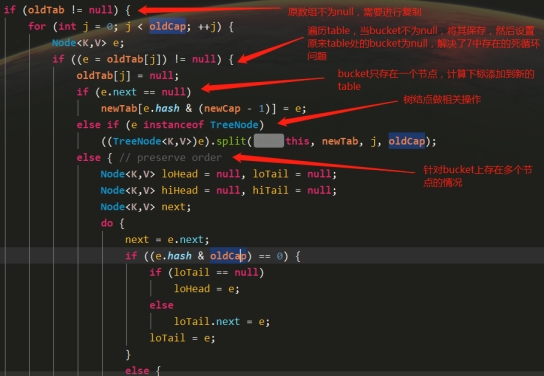 if (oldTab != null) {
原数组不为null，需要进行复制
for (int j = 0; j < oldCap; ++j) {
Node<K,V> e;
遍历table，当bucket不为null，将其保存，然后设置
原来table处的bucket为null，解决了7中存在的死循环
问题
if ((e = oldTab[j]) != null) {
oldTab[j] = null;
if (e.next == null)
bucket只存在一个节点，计算下标添加到新的
table
newTab[e.hash & (newCap - 1)] = e;
else if (e instanceof TreeNode)
树结点做相关操作
((TreeNode<K,V>)e).split( this, newTab, j, oldCap);
else { // preserve order
针对bucket上存在多个节
点的情况
Node<K,V> loHead = null, loTail = null;
Node<K,V> hiHead = null, hiTail = null;
Node<K,V> next;
do {
next = e.next;
if ((e.hash & oldCap) == 0) {
if (loTail == null)
loHead = e;
else
loTail.next = e;
loTail = e;
}
else {